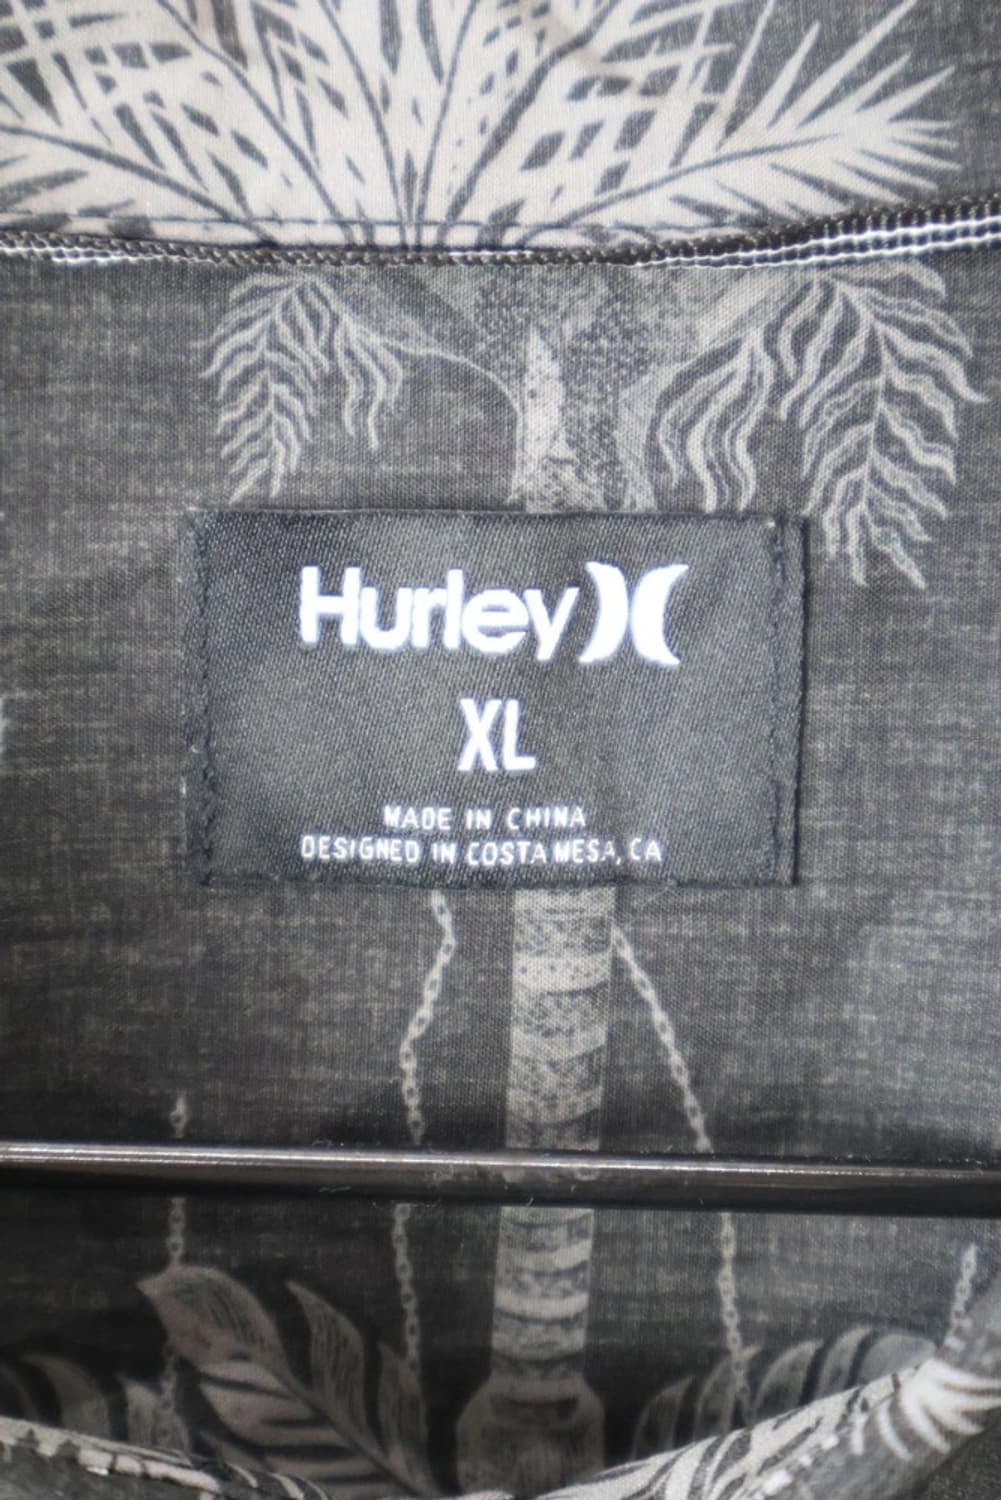 Hurley
XL
MADE IN CHINA
DESIGNED IN COSTA MESA, CA